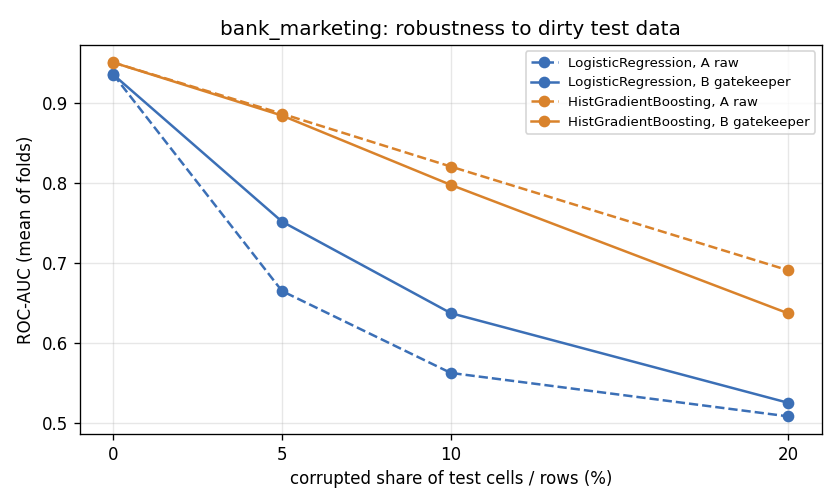 bank_marketing: robustness to dirty test data
LogisticRegression, A raw
LogisticRegression, B gatekeeper
HistGradientBoosting, A raw
HistGradientBoosting, B gatekeeper
ROC-AUC (mean of folds)
0.9
0.8
0.7
0.6
0.5
0 5 10 20
corrupted share of test cells / rows (%)